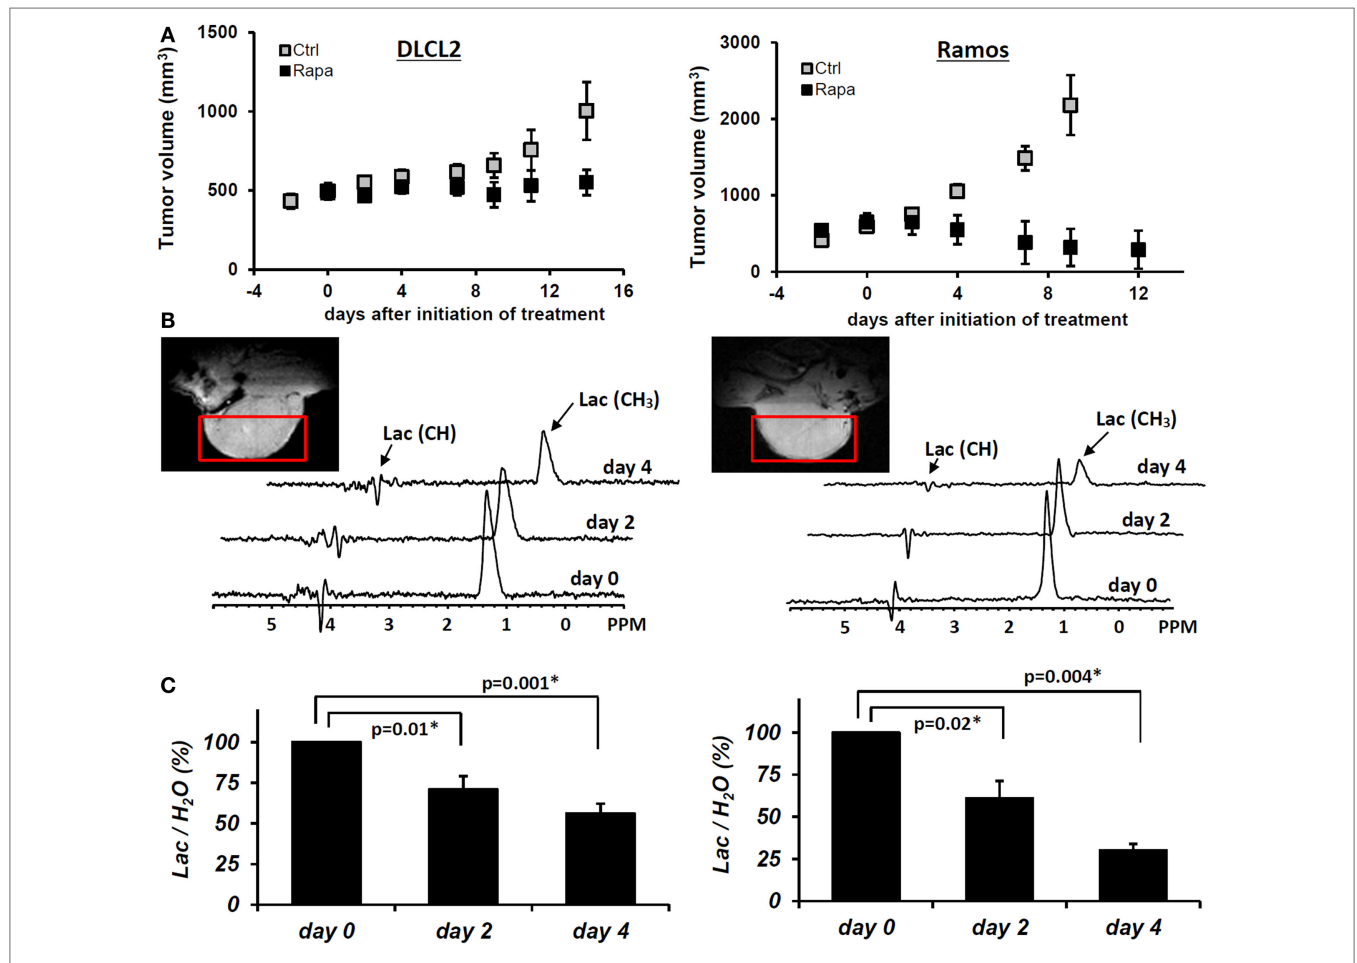 A
DLCL2
Ctrl
Rapa
Tumor volume (mm³)
1500
1000
500
0
-4
0
4
8
12
16
days after initiation of treatment
Ramos
Ctrl
Rapa
Tumor volume (mm³)
3000
2000
1000
0
-4
0
4
8
12
days after initiation of treatment
B
Lac (CH)
Lac (CH₃)
day 4
day 2
day 0
5 4 3 2 1 0 PPM
Lac (CH)
Lac (CH₃)
day 4
day 2
day 0
5 4 3 2 1 0 PPM
C
p=0.001*
p=0.01*
Lac / H₂O (%)
100
75
50
25
0
day 0 day 2 day 4
p=0.004*
p=0.02*
Lac / H₂O (%)
100
75
50
25
0
day 0 day 2 day 4